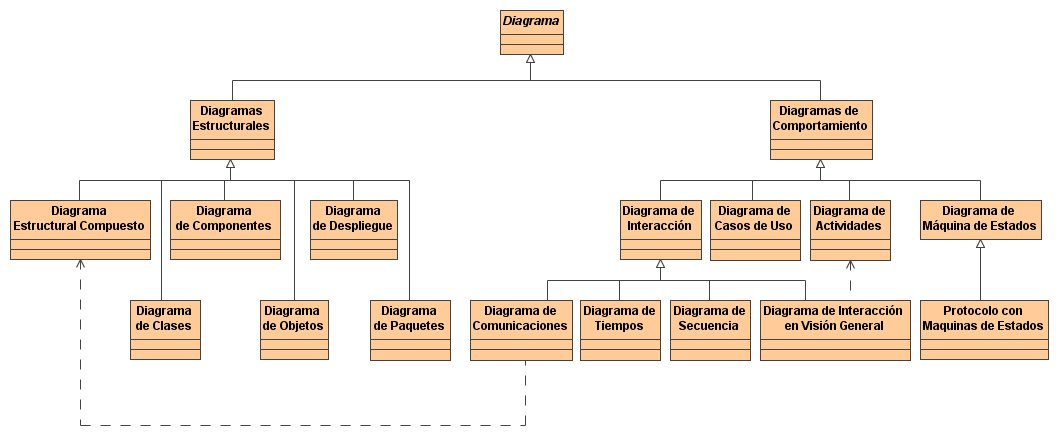 Diagrama
Diagramas
Estructurales
Diagramas de
Comportamiento
Diagrama
Estructural Compuesto
Diagrama
de Componentes
Diagrama
de Despliegue
Diagrama de
Interacción
Diagrama de
Casos de Uso
Diagrama de
Actividades
Diagrama de
Máquina de Estados
Diagrama
de Clases
Diagrama
de Objetos
Diagrama
de Paquetes
Diagrama de
Comunicaciones
Diagrama de
Tiempos
Diagrama de
Secuencia
Diagrama de Interacción
en Visión General
Protocolo con
Maquinas de Estados